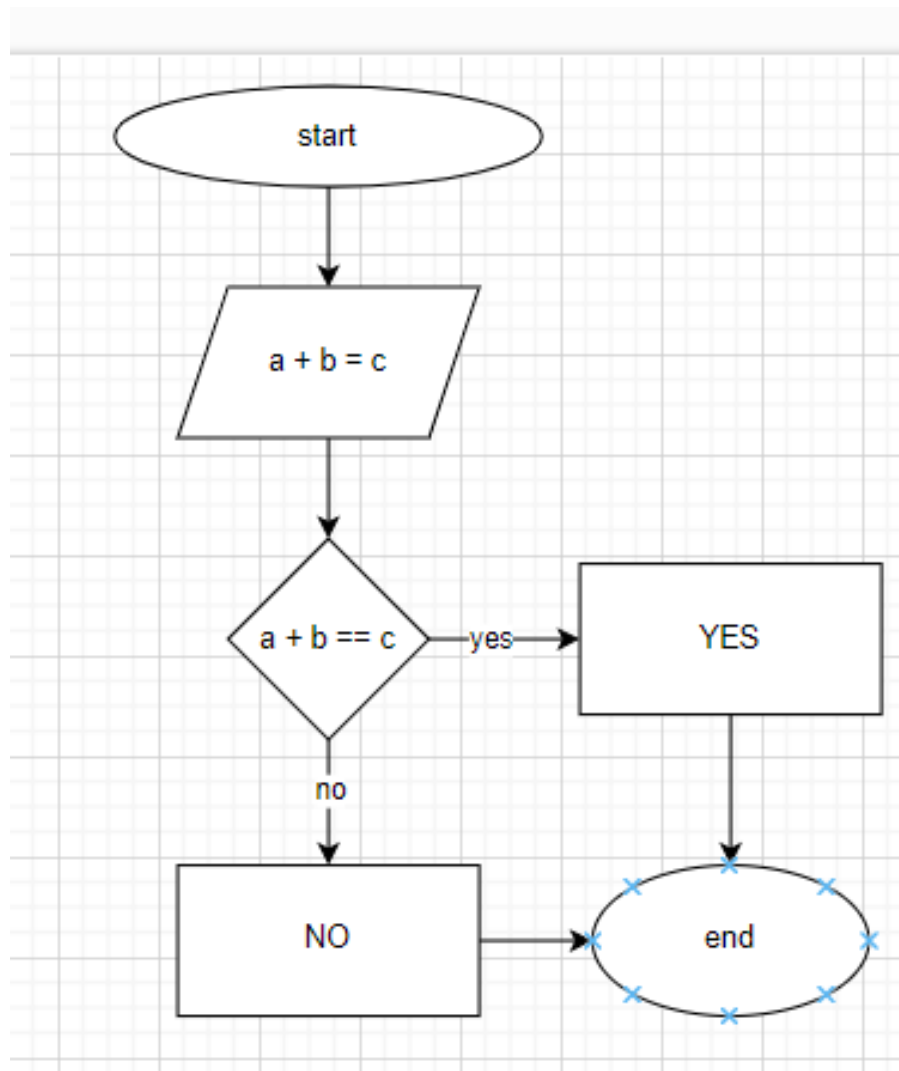 start
a + b = c
a + b == c
yes
YES
no
NO
end